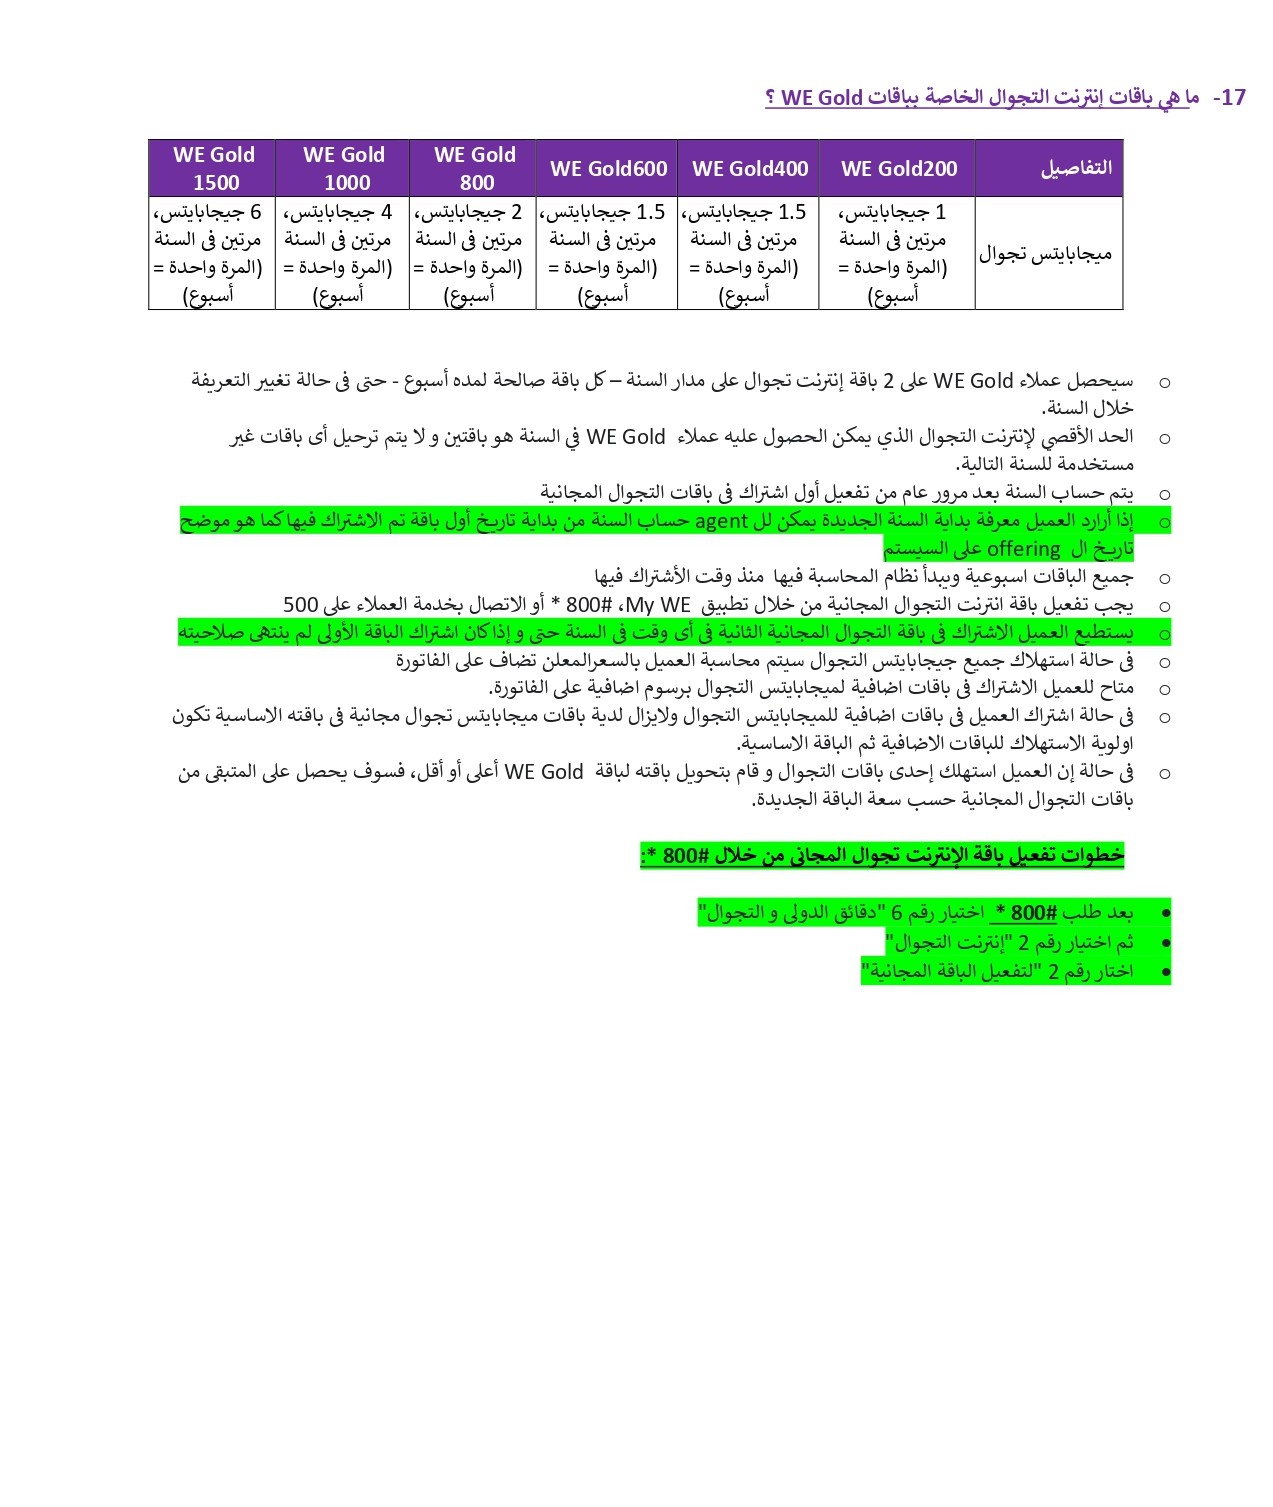 17- ما هي باقات إنترنت التجوال الخاصة بباقات WE Gold ؟
التفاصيل WE Gold200 WE Gold400 WE Gold600 WE Gold 800 WE Gold 1000 WE Gold 1500
ميجابايتس تجوال
1 جيجابايتس،
مرتين فى السنة
(المرة واحدة =
أسبوع)
1.5 جيجابايتس،
مرتين فى السنة
(المرة واحدة =
أسبوع)
1.5 جيجابايتس،
مرتين فى السنة
(المرة واحدة =
أسبوع)
2 جيجابايتس،
مرتين فى السنة
(المرة واحدة =
أسبوع)
4 جيجابايتس،
مرتين فى السنة
(المرة واحدة =
أسبوع)
6 جيجابايتس،
مرتين فى السنة
(المرة واحدة =
أسبوع)
o سيحصل عملاء WE Gold على 2 باقة إنترنت تجوال على مدار السنة – كل باقة صالحة لمده أسبوع - حتى فى حالة تغيير التعريفة
خلال السنة.
o الحد الأقصي لإنترنت التجوال الذي يمكن الحصول عليه عملاء WE Gold في السنة هو باقتين و لا يتم ترحيل أى باقات غير
مستخدمة للسنة التالية.
o يتم حساب السنة بعد مرور عام من تفعيل أول اشتراك فى باقات التجوال المجانية
o إذا أرارد العميل معرفة بداية السنة الجديدة يمكن لل agent حساب السنة من بداية تاريخ أول باقة تم الاشتراك فيها كما هو موضح
تاريخ ال offering على السيستم
o جميع الباقات اسبوعية ويبدأ نظام المحاسبة فيها منذ وقت الأشتراك فيها
o يجب تفعيل باقة انترنت التجوال المجانية من خلال تطبيق My WE، #800 * أو الاتصال بخدمة العملاء على 500
o يستطيع العميل الاشتراك فى باقة التجوال المجانية الثانية فى أى وقت فى السنة حتى و إذا كان اشتراك الباقة الأولى لم ينتهى صلاحيته
o فى حالة استهلاك جميع جيجابايتس التجوال سيتم محاسبة العميل بالسعرالمعلن تضاف على الفاتورة
o متاح للعميل الاشتراك فى باقات اضافية لميجابايتس التجوال برسوم اضافية على الفاتورة.
o فى حالة اشتراك العميل فى باقات اضافية للميجابايتس التجوال ولايزال لدية باقات ميجابايتس تجوال مجانية فى باقته الاساسية تكون
اولوية الاستهلاك للباقات الاضافية ثم الباقة الاساسية.
o فى حالة إن العميل استهلك إحدى باقات التجوال و قام بتحويل باقته لباقة WE Gold أعلى أو أقل، فسوف يحصل على المتبقى من
باقات التجوال المجانية حسب سعة الباقة الجديدة.
خطوات تفعيل باقة الإنترنت تجوال المجانى من خلال #800 *:
• بعد طلب #800 * اختيار رقم 6 "دقائق الدولى و التجوال"
• ثم اختيار رقم 2 "إنترنت التجوال"
• اختار رقم 2 "لتفعيل الباقة المجانية"